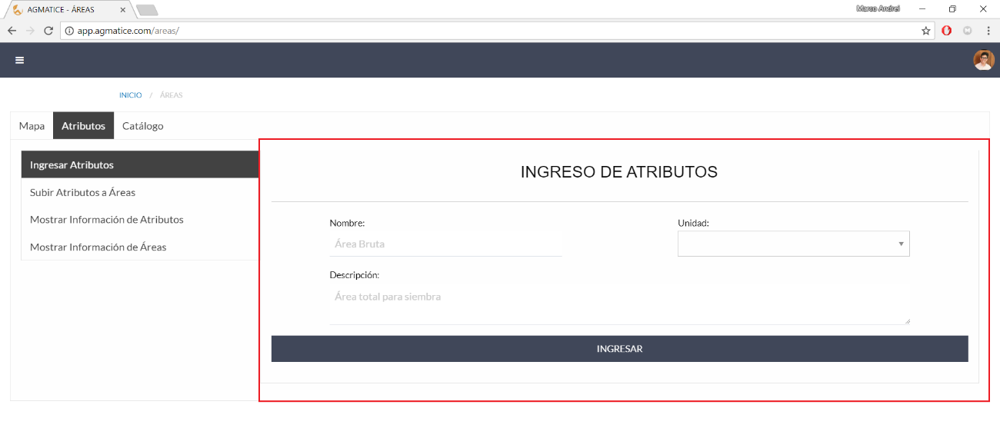 AGMATICE - ÁREAS
Marco Andrei
app.agmatice.com/areas/
INICIO / ÁREAS
Mapa Atributos Catálogo
Ingresar Atributos
Subir Atributos a Áreas
Mostrar Información de Atributos
Mostrar Información de Áreas
INGRESO DE ATRIBUTOS
Nombre: Unidad:
Área Bruta
Descripción:
Área total para siembra
INGRESAR